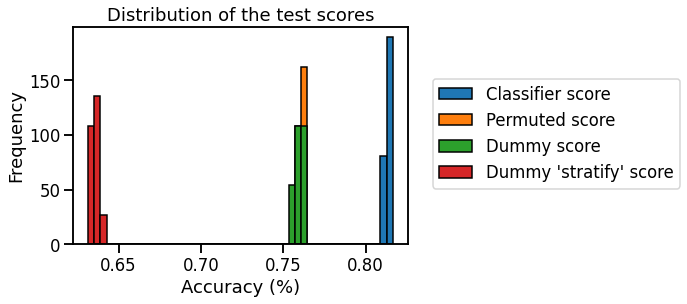 Distribution of the test scores
Frequency
150
100
50
0
0.65 0.70 0.75 0.80
Accuracy (%)
Classifier score
Permuted score
Dummy score
Dummy 'stratify' score